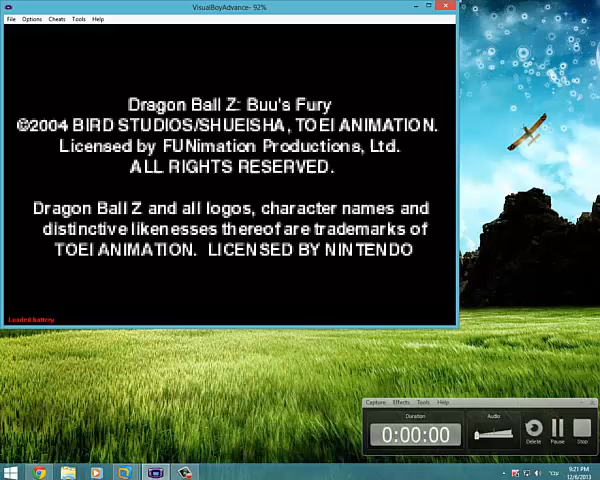 VisualBoyAdvance- 92%
File Options Cheats Tools Help
Dragon Ball Z: Buu's Fury
©2004 BIRD STUDIOS/SHUEISHA, TOEI ANIMATION.
Licensed by FUNimation Productions, Ltd.
ALL RIGHTS RESERVED.
Dragon Ball Z and all logos, character names and
distinctive likenesses thereof are trademarks of
TOEI ANIMATION. LICENSED BY NINTENDO
Loaded battery
Capture Effects Tools Help
Duration
Audio
0:00:00
Delete
Pause
Stop
עבר
9:21 PM
12/6/2013